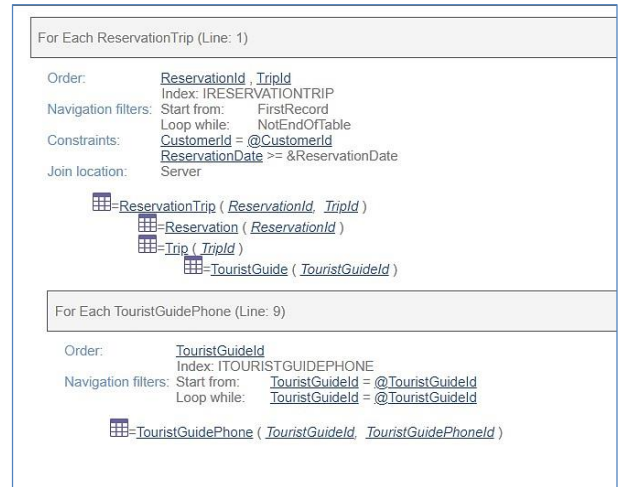 For Each ReservationTrip (Line: 1)
Order: ReservationId , TripId
Index: IRESERVATIONTRIP
Navigation filters: Start from: FirstRecord
Loop while: NotEndOfTable
Constraints: CustomerId = @CustomerId
ReservationDate >= &ReservationDate
Join location: Server
=ReservationTrip ( ReservationId, TripId )
=Reservation ( ReservationId )
=Trip ( TripId )
=TouristGuide ( TouristGuideId )
For Each TouristGuidePhone (Line: 9)
Order: TouristGuideId
Index: ITOURISTGUIDEPHONE
Navigation filters: Start from: TouristGuideId = @TouristGuideId
Loop while: TouristGuideId = @TouristGuideId
=TouristGuidePhone ( TouristGuideId, TouristGuidePhoneId )